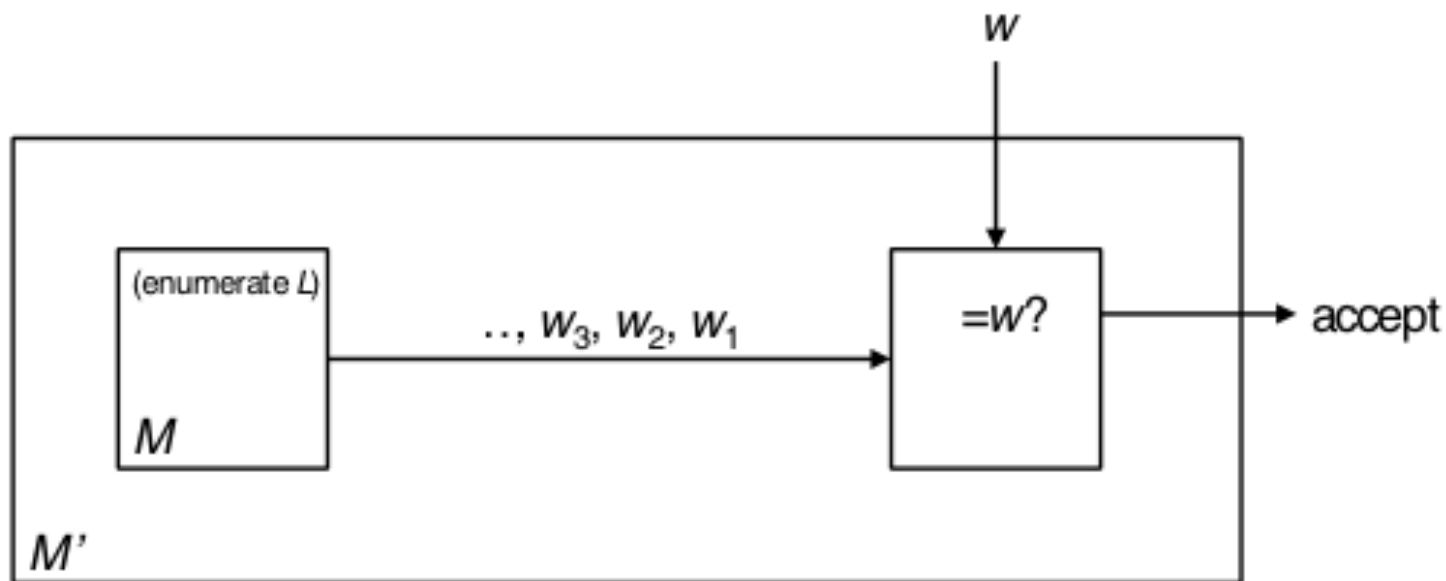 w
(enumerate L)
.., w₃, w₂, w₁
=w?
accept
M
M'